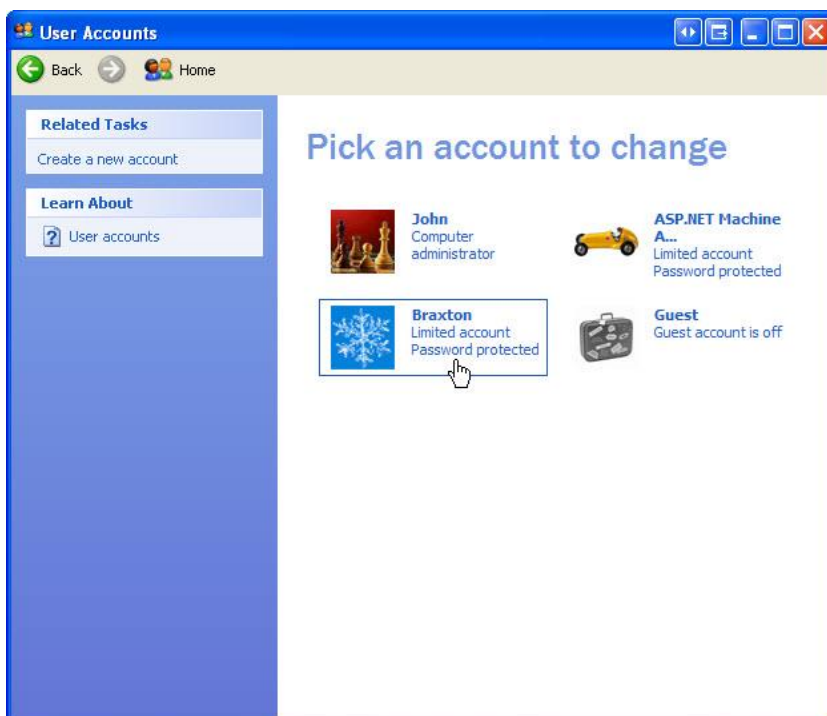 User Accounts
Back
Home
Related Tasks
Create a new account
Learn About
User accounts
Pick an account to change
John
Computer
administrator
ASP.NET Machine
A...
Limited account
Password protected
Braxton
Limited account
Password protected
Guest
Guest account is off